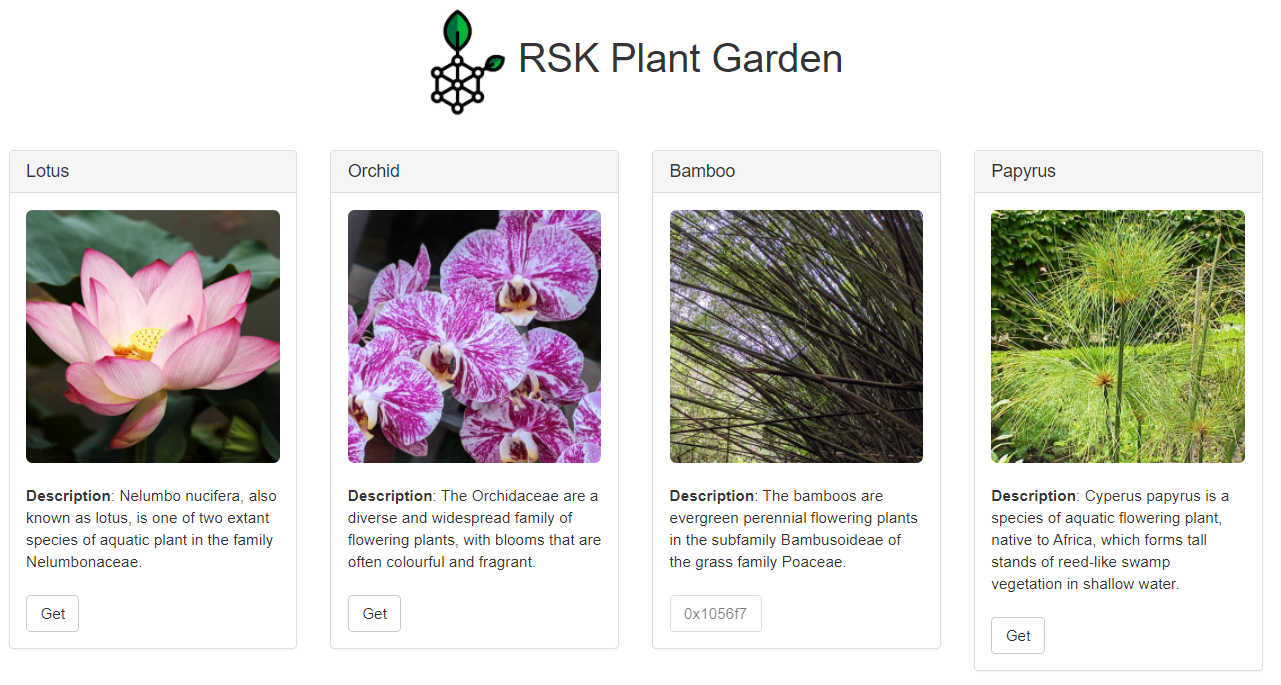 RSK Plant Garden
Lotus
Description: Nelumbo nucifera, also
known as lotus, is one of two extant
species of aquatic plant in the family
Nelumbonaceae.
Get
Orchid
Description: The Orchidaceae are a
diverse and widespread family of
flowering plants, with blooms that are
often colourful and fragrant.
Get
Bamboo
Description: The bamboos are
evergreen perennial flowering plants
in the subfamily Bambusoideae of
the grass family Poaceae.
0x1056f7
Papyrus
Description: Cyperus papyrus is a
species of aquatic flowering plant,
native to Africa, which forms tall
stands of reed-like swamp
vegetation in shallow water.
Get